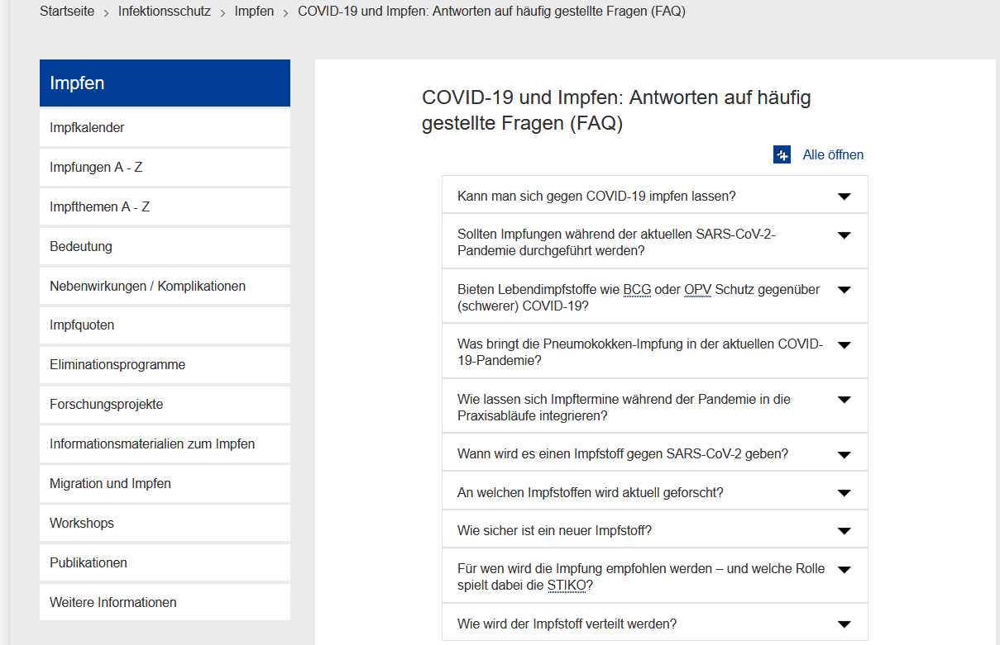 Startseite > Infektionsschutz > Impfen > COVID-19 und Impfen: Antworten auf häufig gestellte Fragen (FAQ)
Impfen
Impfkalender
Impfungen A - Z
Impfthemen A - Z
Bedeutung
Nebenwirkungen / Komplikationen
Impfquoten
Eliminationsprogramme
Forschungsprojekte
Informationsmaterialien zum Impfen
Migration und Impfen
Workshops
Publikationen
Weitere Informationen
COVID-19 und Impfen: Antworten auf häufig
gestellte Fragen (FAQ)
Alle öffnen
Kann man sich gegen COVID-19 impfen lassen?
Sollten Impfungen während der aktuellen SARS-CoV-2-
Pandemie durchgeführt werden?
Bieten Lebendimpfstoffe wie BCG oder OPV Schutz gegenüber
(schwerer) COVID-19?
Was bringt die Pneumokokken-Impfung in der aktuellen COVID-
19-Pandemie?
Wie lassen sich Impftermine während der Pandemie in die
Praxisabläufe integrieren?
Wann wird es einen Impfstoff gegen SARS-CoV-2 geben?
An welchen Impfstoffen wird aktuell geforscht?
Wie sicher ist ein neuer Impfstoff?
Für wen wird die Impfung empfohlen werden – und welche Rolle
spielt dabei die STIKO?
Wie wird der Impfstoff verteilt werden?